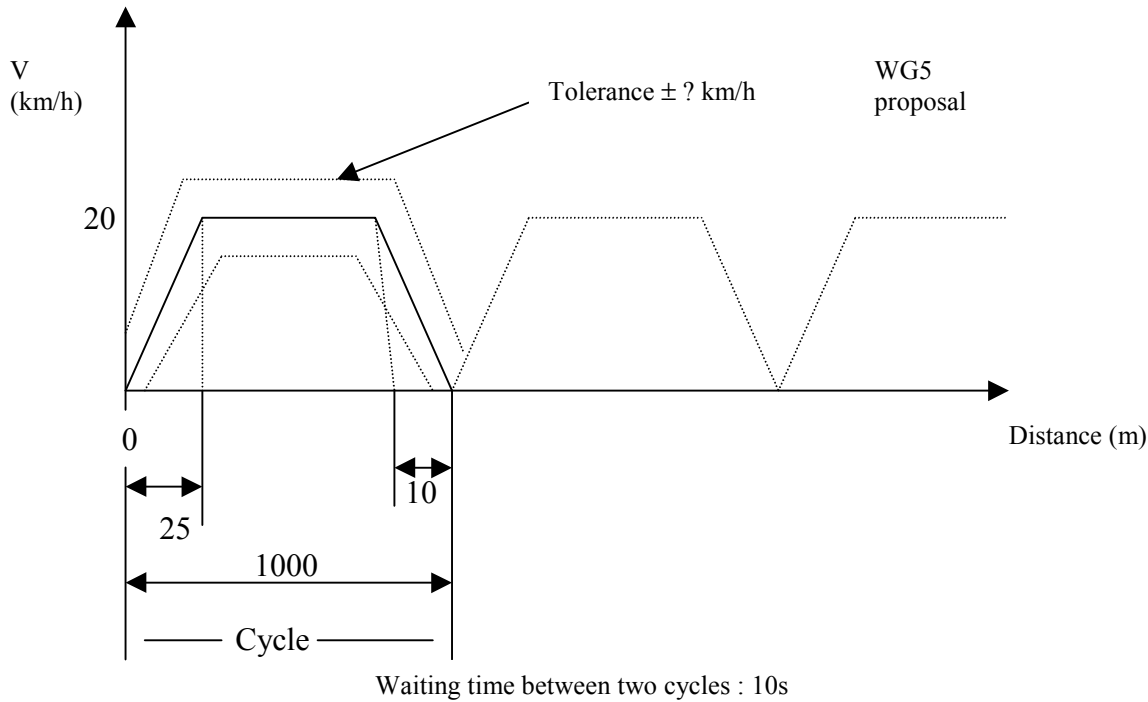 V
(km/h)
Tolerance ± ? km/h
WG5
proposal
20
0
Distance (m)
10
25
1000
Cycle
Waiting time between two cycles : 10s